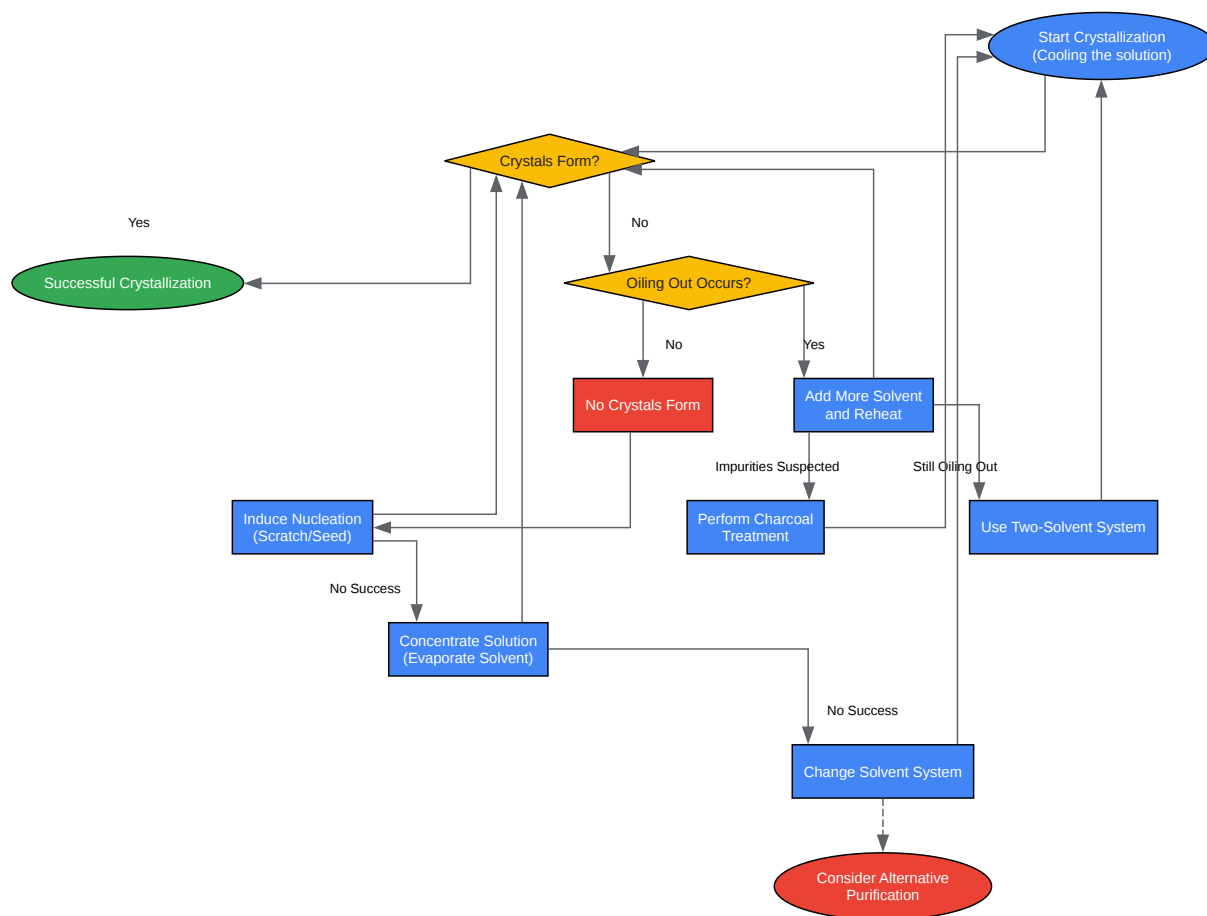 Start Crystallization
(Cooling the solution)
Crystals Form?
Yes
No
Successful Crystallization
Oiling Out Occurs?
No
Yes
No Crystals Form
Add More Solvent
and Reheat
Impurities Suspected
Still Oiling Out
Induce Nucleation
(Scratch/Seed)
Perform Charcoal
Treatment
Use Two-Solvent System
No Success
Concentrate Solution
(Evaporate Solvent)
No Success
Change Solvent System
Consider Alternative
Purification